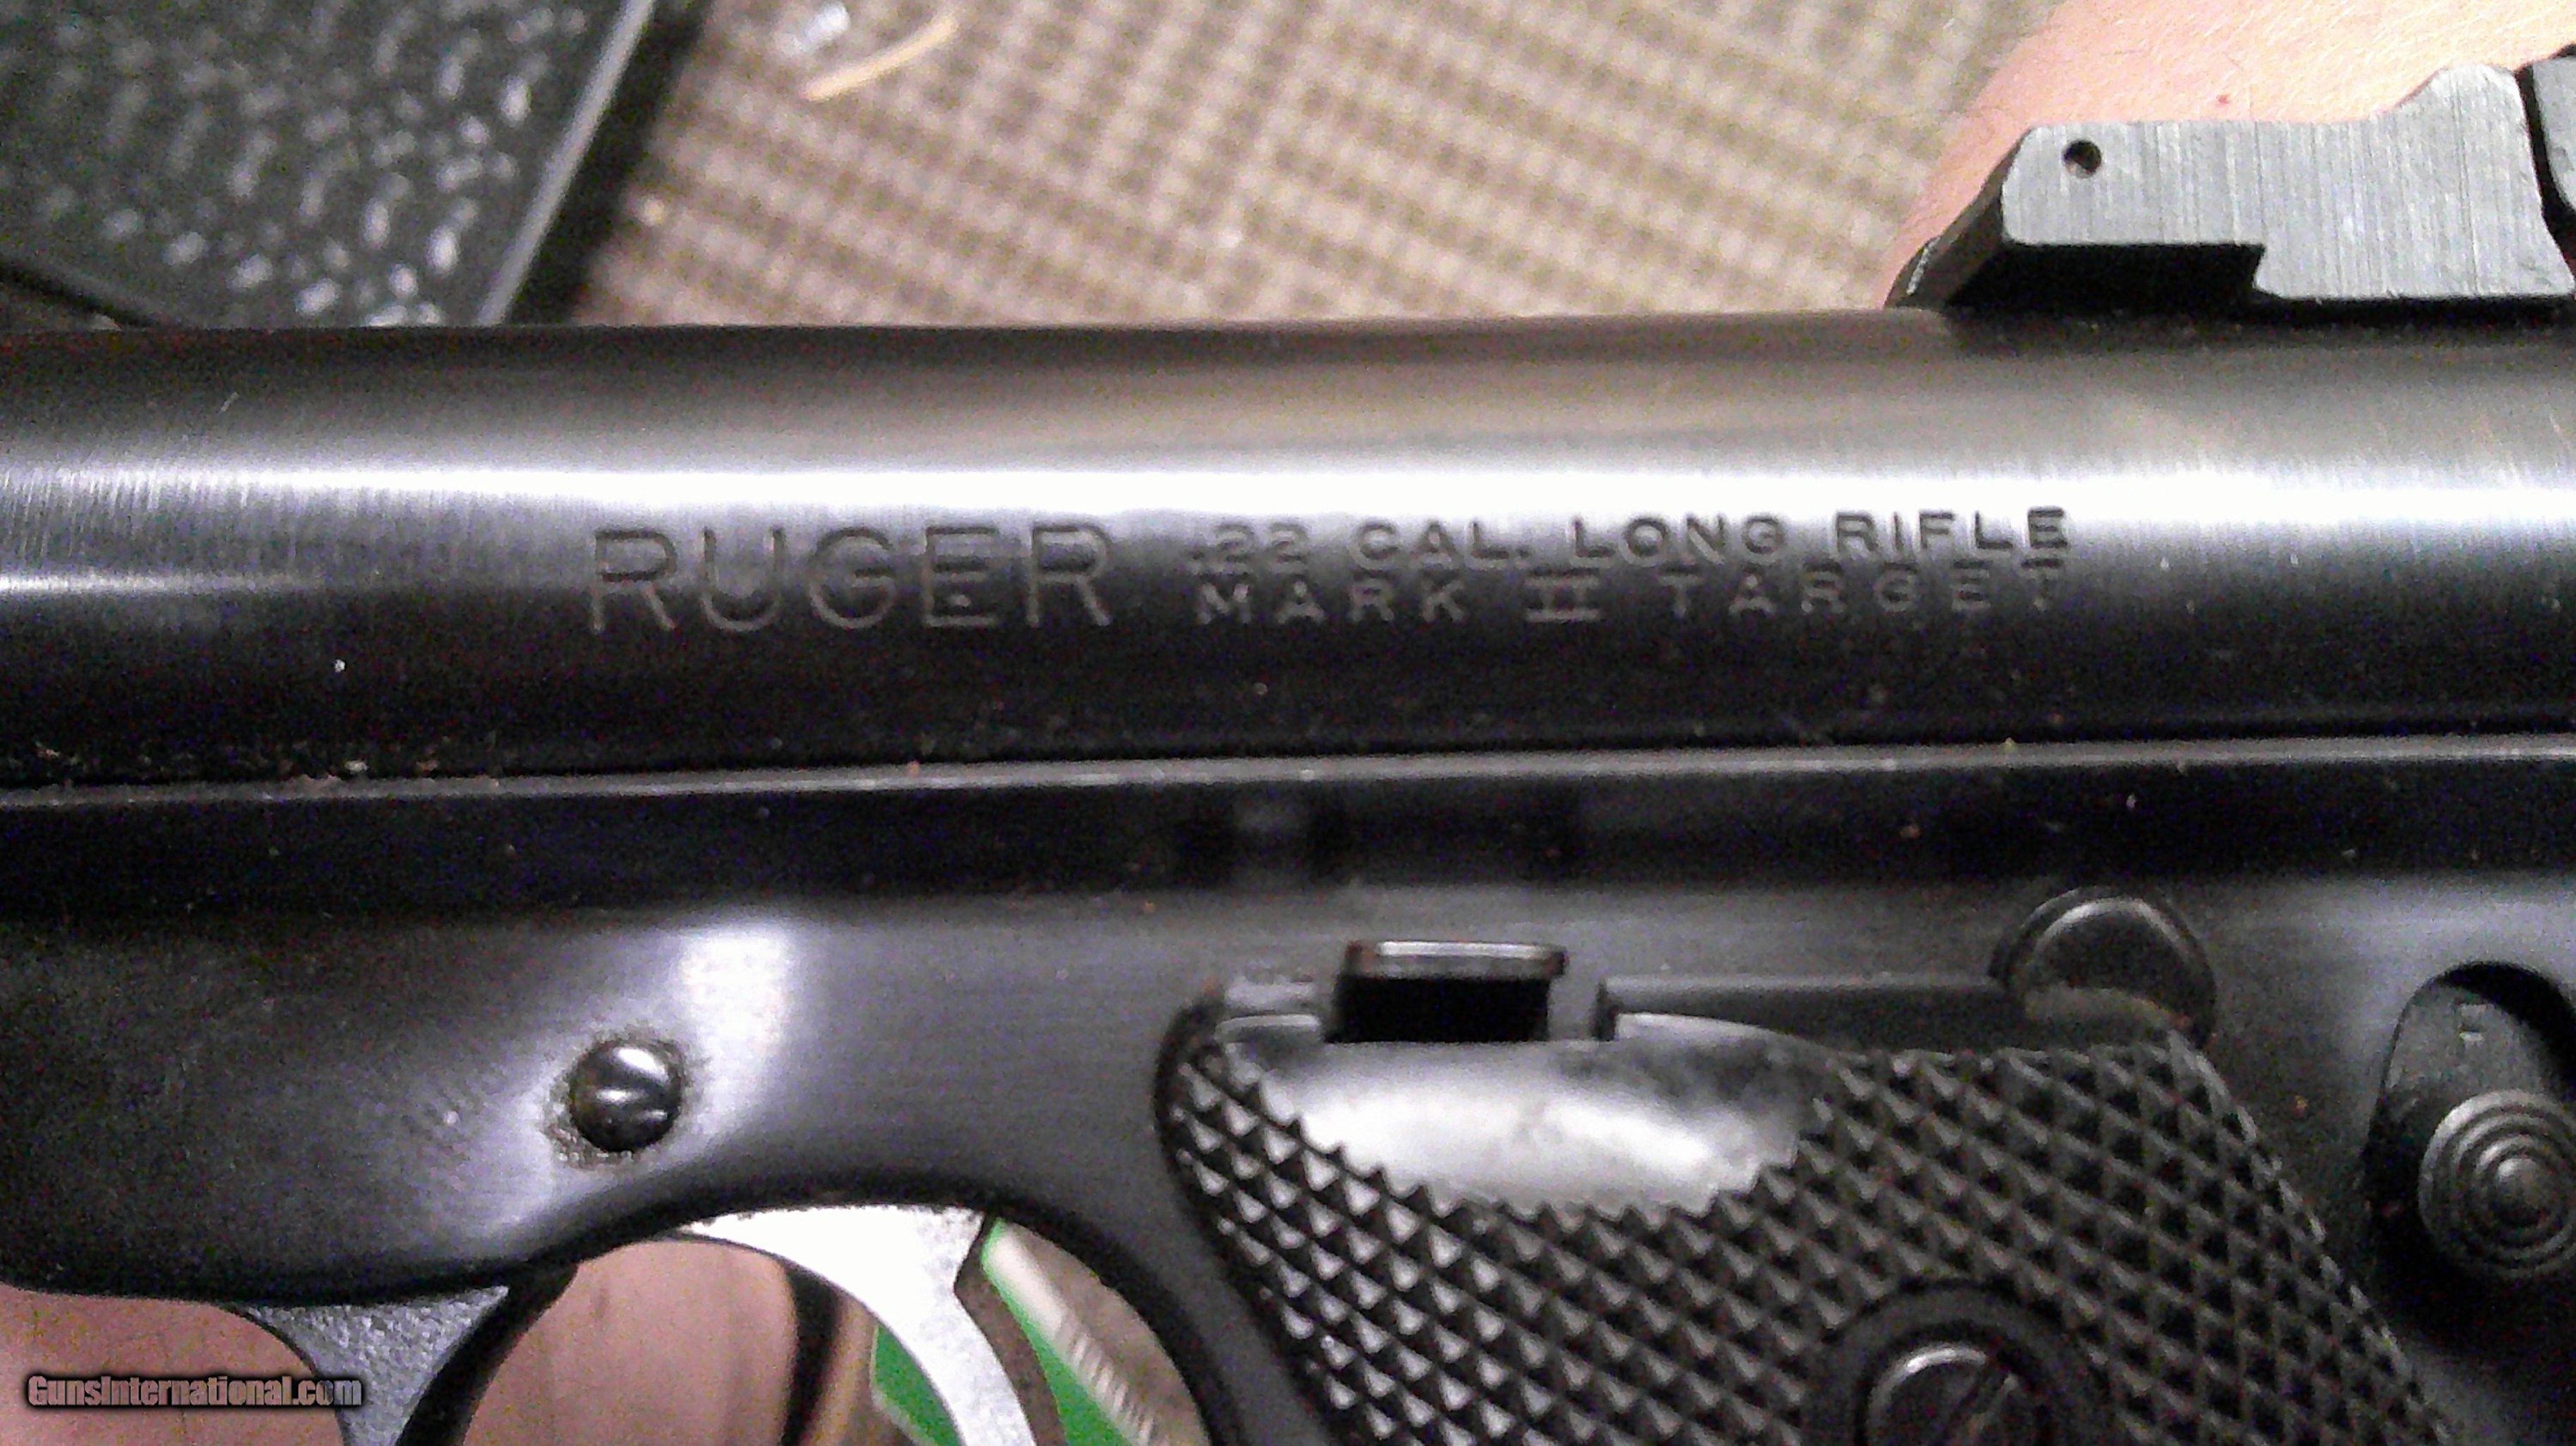 RUGER .22 CAL. LONG RIFLE
MARK II TARGET
F
GunsInternational.com